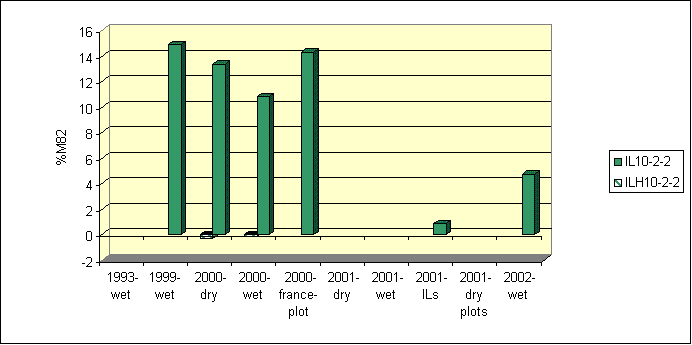 16
14
12
10
8
6
4
2
0
-2
%M82
1993-
wet
1999-
wet
2000-
dry
2000-
wet
2000-
france-
plot
2001-
dry
2001-
wet
2001-
ILs
2001-
dry
plots
2002-
wet
IL10-2-2
ILH10-2-2